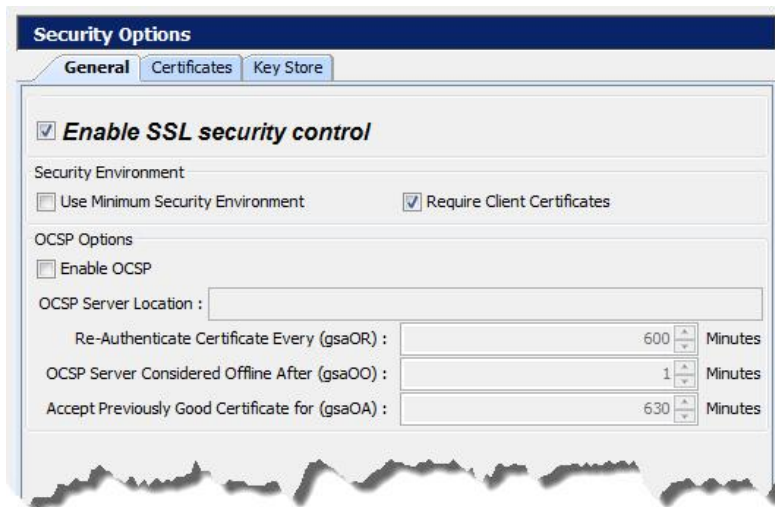 Security Options
General Certificates Key Store
Enable SSL security control
Security Environment
Use Minimum Security Environment Require Client Certificates
OCSP Options
Enable OCSP
OCSP Server Location :
Re-Authenticate Certificate Every (gsaOR) : 600 Minutes
OCSP Server Considered Offline After (gsaOO) : 1 Minutes
Accept Previously Good Certificate for (gsaOA) : 630 Minutes